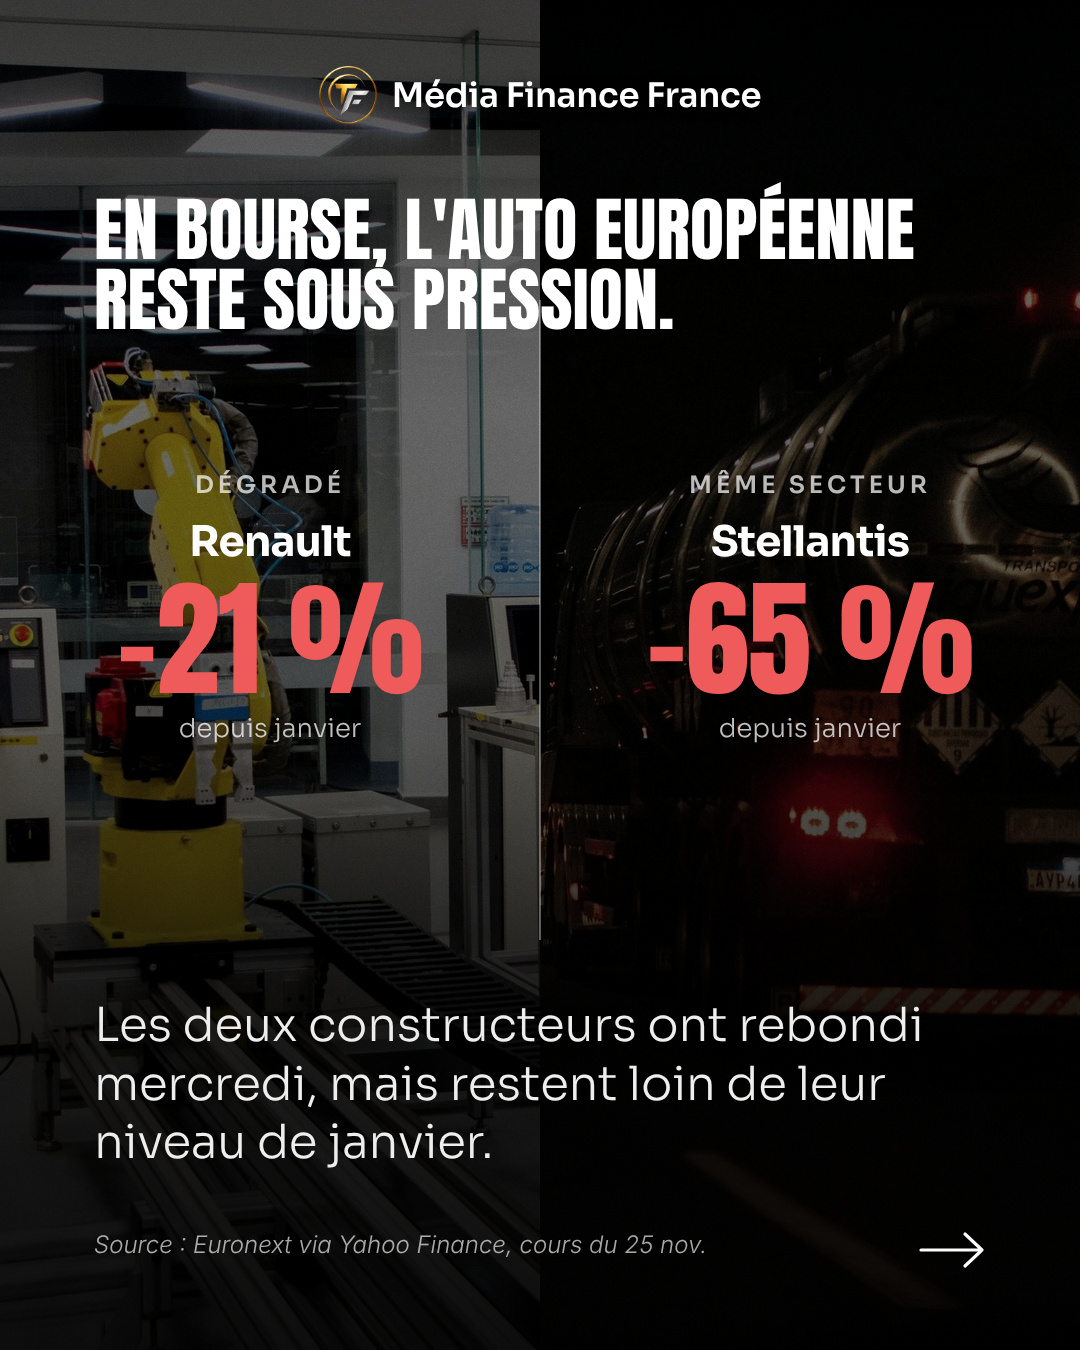 Média Finance France
EN BOURSE, L'AUTO EUROPÉENNE
RESTE SOUS PRESSION.
DÉGRADÉ
Renault
-21 %
depuis janvier
MÊME SECTEUR
Stellantis
-65 %
depuis janvier
Les deux constructeurs ont rebondi
mercredi, mais restent loin de leur
niveau de janvier.
Source : Euronext via Yahoo Finance, cours du 25 nov.